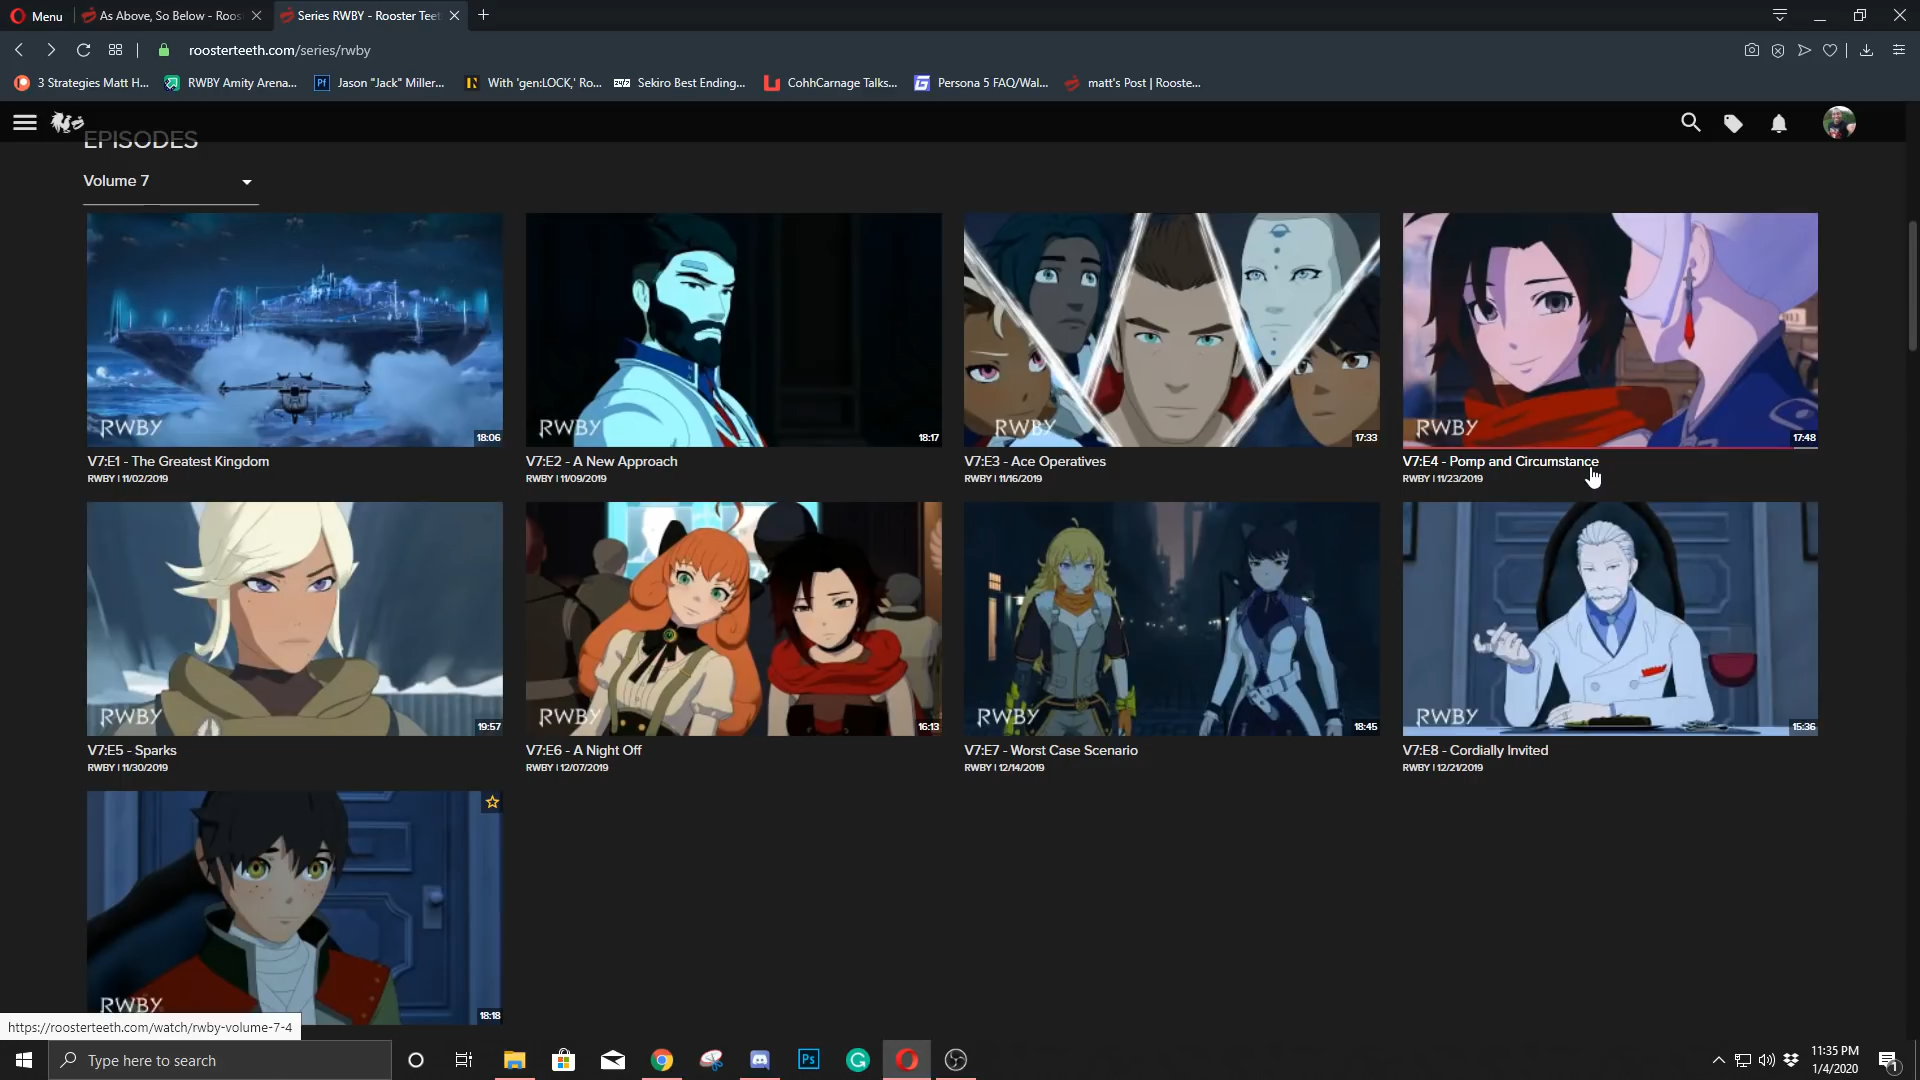 Menu
As Above, So Below - Roos
Series RWBY - Rooster Teet
roosterteeth.com/series/rwby
3 Strategies Matt H...
RWBY Amity Arena...
Jason "Jack" Miller...
With 'gen:LOCK,' Ro...
Sekiro Best Ending...
CohhCarnage Talks...
Persona 5 FAQ/Wal...
matt's Post | Rooste...
EPISODES
Volume 7
RWBY
18:06
RWBY
18:17
RWBY
17:33
RWBY
17:48
V7:E1 - The Greatest Kingdom
RWBY | 11/02/2019
V7:E2 - A New Approach
RWBY | 11/09/2019
V7:E3 - Ace Operatives
RWBY | 11/16/2019
V7:E4 - Pomp and Circumstance
RWBY | 11/23/2019
RWBY
19:57
RWBY
16:13
RWBY
18:45
RWBY
15:36
V7:E5 - Sparks
RWBY | 11/30/2019
V7:E6 - A Night Off
RWBY | 12/07/2019
V7:E7 - Worst Case Scenario
RWBY | 12/14/2019
V7:E8 - Cordially Invited
RWBY | 12/21/2019
RWBY
18:18
https://roosterteeth.com/watch/rwby-volume-7-4
Type here to search
Ps
11:35 PM
1/4/2020
1